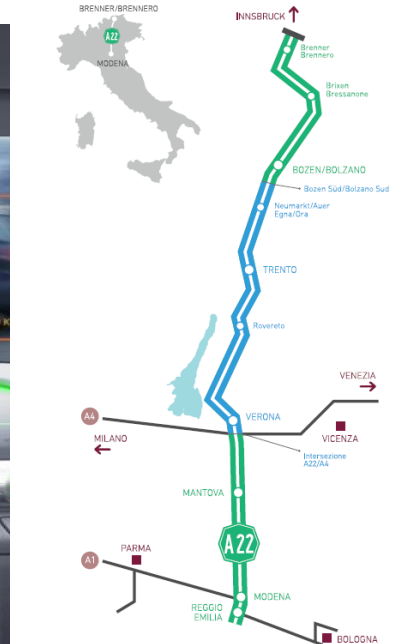 BRENNER/BRENNERO
A22
MODENA
INNSBRUCK
Brenner
Brennero
Brixen
Bressanone
BOZEN/BOLZANO
Bozen Süd/Bolzano Sud
Neumarkt/Auer
Egna/Ora
TRENTO
Rovereto
VENEZIA
A4
VERONA
MILANO
VICENZA
Intersezione
A22/A4
MANTOVA
A22
PARMA
A1
MODENA
REGGIO
EMILIA
BOLOGNA